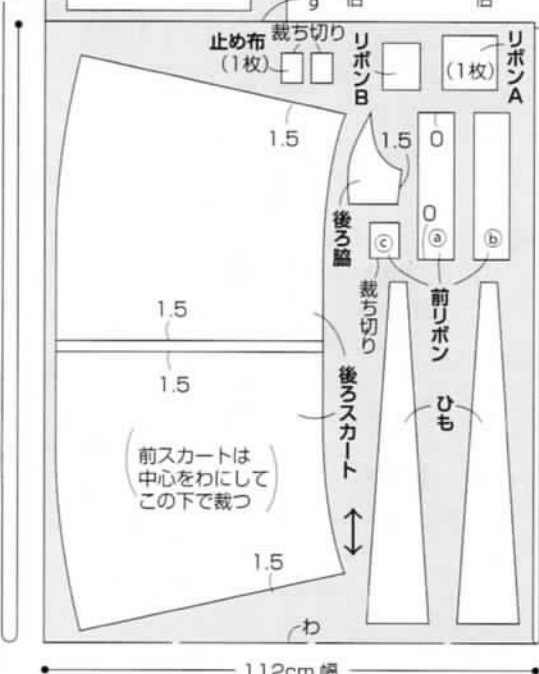 裁ち切り
止め布
(1枚)
リボンB
リボンA
(1枚)
1.5
1.5
0
0
後ろ脇
ⓒ
ⓐ
ⓑ
裁ち切り
前リボン
1.5
1.5
後ろスカート
ひも
(前スカートは
中心をわにして
この下で裁つ)
1.5
わ
112cm幅